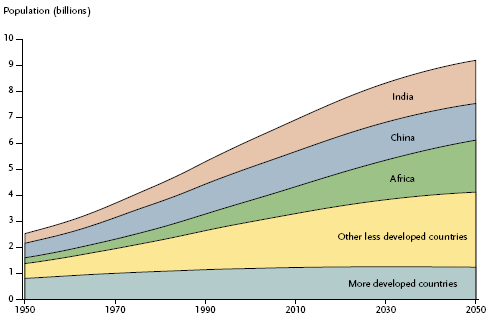 Population (billions)
10
9
8
7
6
5
4
3
2
1
0
India
China
Africa
Other less developed countries
More developed countries
1950
1970
1990
2010
2030
2050